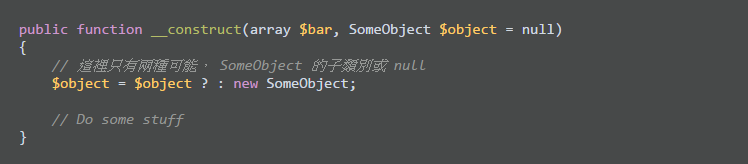 public function __construct(array $bar, SomeObject $object = null)
{
// 這裡只有兩種可能， SomeObject 的子類別或 null
$object = $object ? : new SomeObject;
// Do some stuff
}